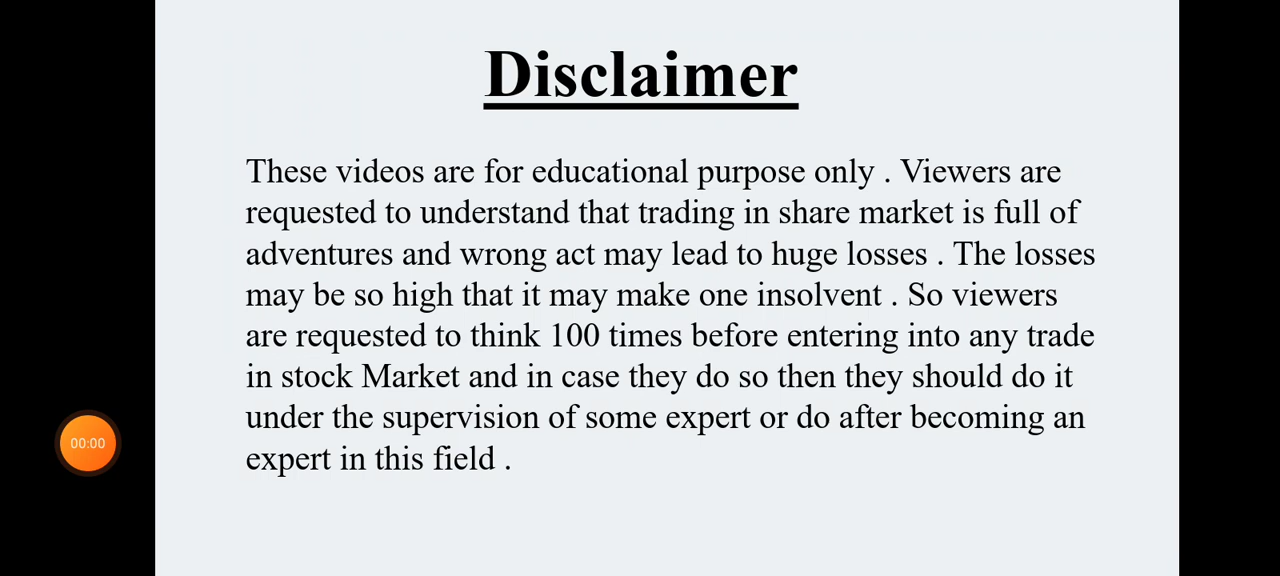 Disclaimer
These videos are for educational purpose only . Viewers are
requested to understand that trading in share market is full of
adventures and wrong act may lead to huge losses . The losses
may be so high that it may make one insolvent . So viewers
are requested to think 100 times before entering into any trade
in stock Market and in case they do so then they should do it
under the supervision of some expert or do after becoming an
expert in this field .
00:00